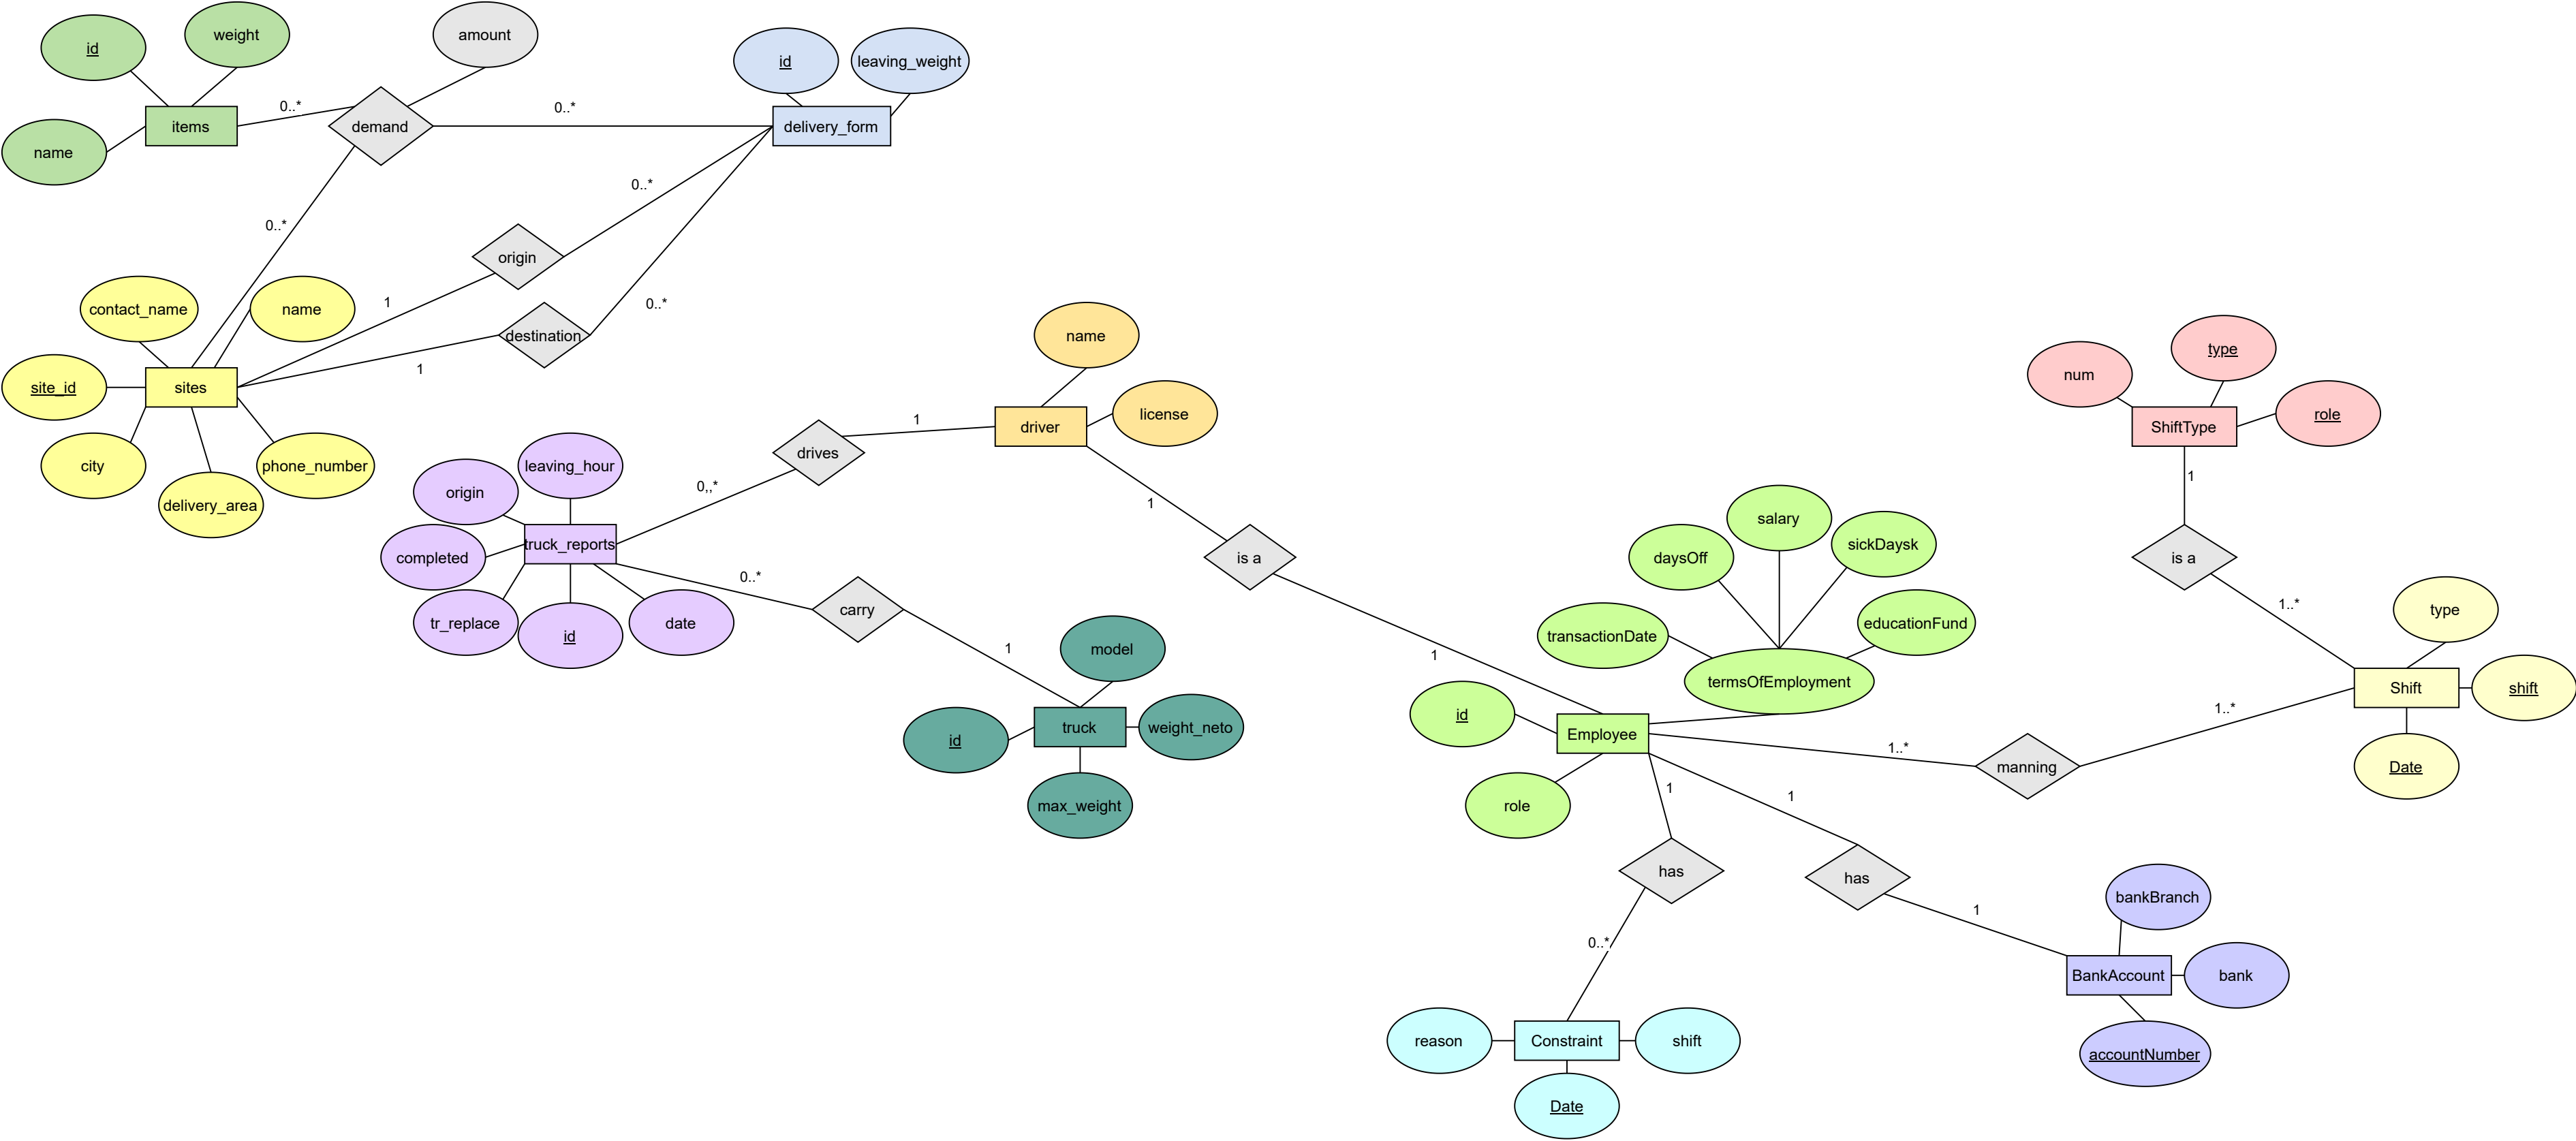 id
weight
amount
name
items
0..*
demand
0..*
id
leaving_weight
delivery_form
0..*
0..*
origin
1
0..*
destination
1
contact_name
name
site_id
sites
city
delivery_area
phone_number
name
license
driver
1
drives
0,,*
leaving_hour
origin
completed
truck_reports
tr_replace
id
date
0..*
carry
1
model
id
truck
weight_neto
max_weight
1
is a
1
salary
daysOff
sickDaysk
transactionDate
educationFund
termsOfEmployment
id
Employee
role
1..*
manning
1..*
type
num
role
ShiftType
1
is a
1..*
type
Shift
shift
Date
1
has
0..*
1
has
1
bankBranch
BankAccount
bank
accountNumber
reason
Constraint
shift
Date